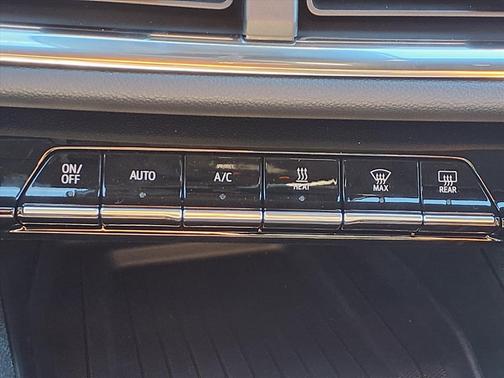 ON/
OFF
AUTO
A/C
HEAT
MAX
REAR